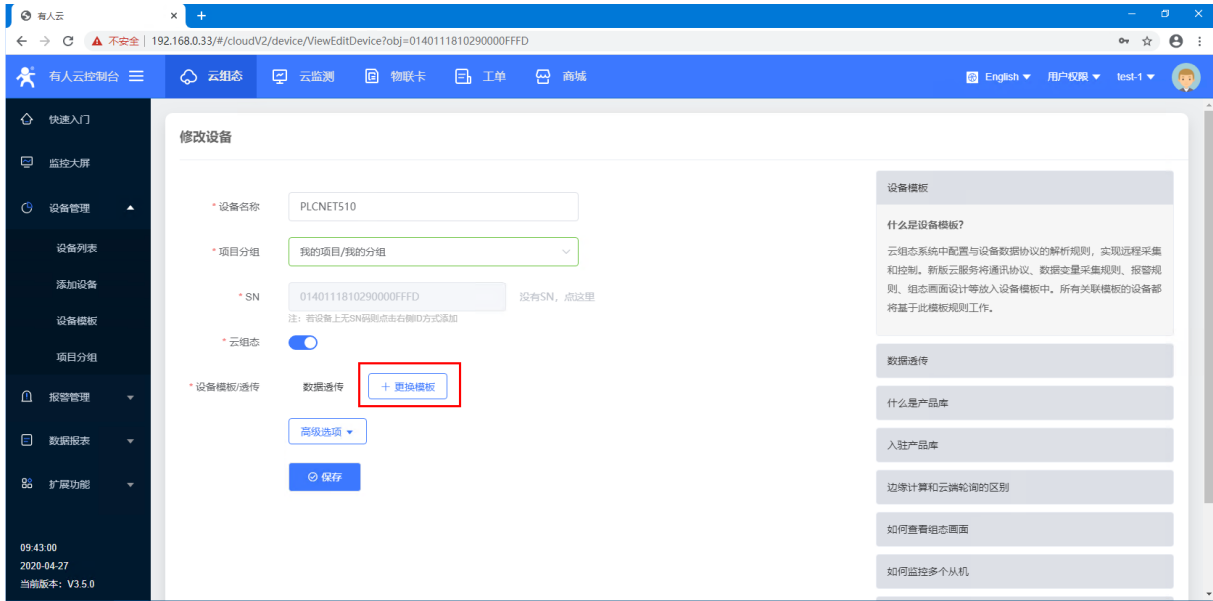 有人云
不安全 | 192.168.0.33/#/cloudV2/device/ViewEditDevice?obj=0140111810290000FFFD
有人云控制台
云组态
云监测
物联卡
工单
商城
English
用户权限
test-1
快速入门
监控大屏
设备管理
设备列表
添加设备
设备模板
项目分组
报警管理
数据报表
扩展功能
09:43:00
2020-04-27
当前版本：V3.5.0
修改设备
* 设备名称 PLCNET510
* 项目分组 我的项目/我的分组
* SN 0140111810290000FFFD 没有SN，点这里
注：若设备上无SN码则点击右侧ID方式添加
* 云组态
* 设备模板/透传 数据透传 + 更换模板
高级选项
保存
设备模板
什么是设备模板?
云组态系统中配置与设备数据协议的解析规则，实现远程采集
和控制。新版云服务将通讯协议、数据变量采集规则、报警规
则、组态画面设计等放入设备模板中。所有关联模板的设备都
将基于此模板规则工作。
数据透传
什么是产品库
入驻产品库
边缘计算和云端轮询的区别
如何查看组态画面
如何监控多个从机